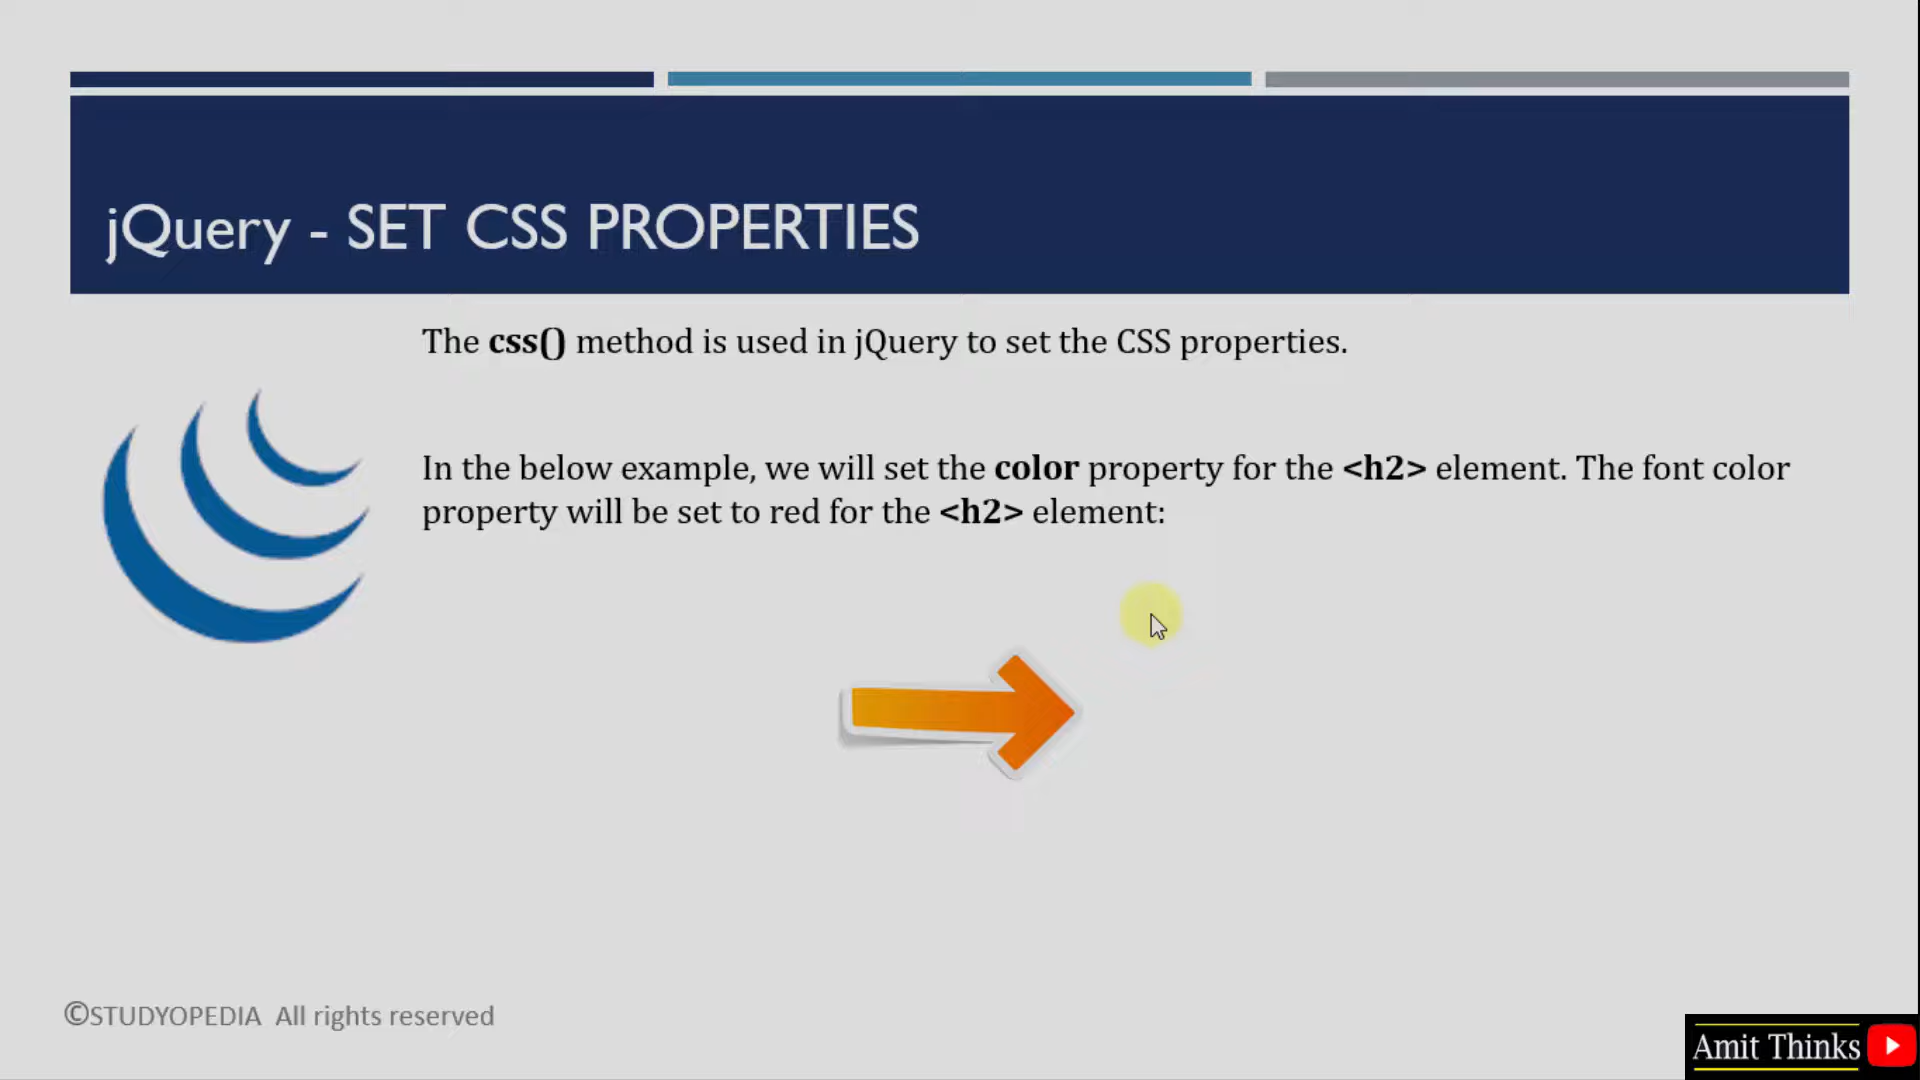 jQuery - SET CSS PROPERTIES
The css() method is used in jQuery to set the CSS properties.
In the below example, we will set the color property for the <h2> element. The font color
property will be set to red for the <h2> element:
©STUDYOPEDIA All rights reserved
Amit Thinks